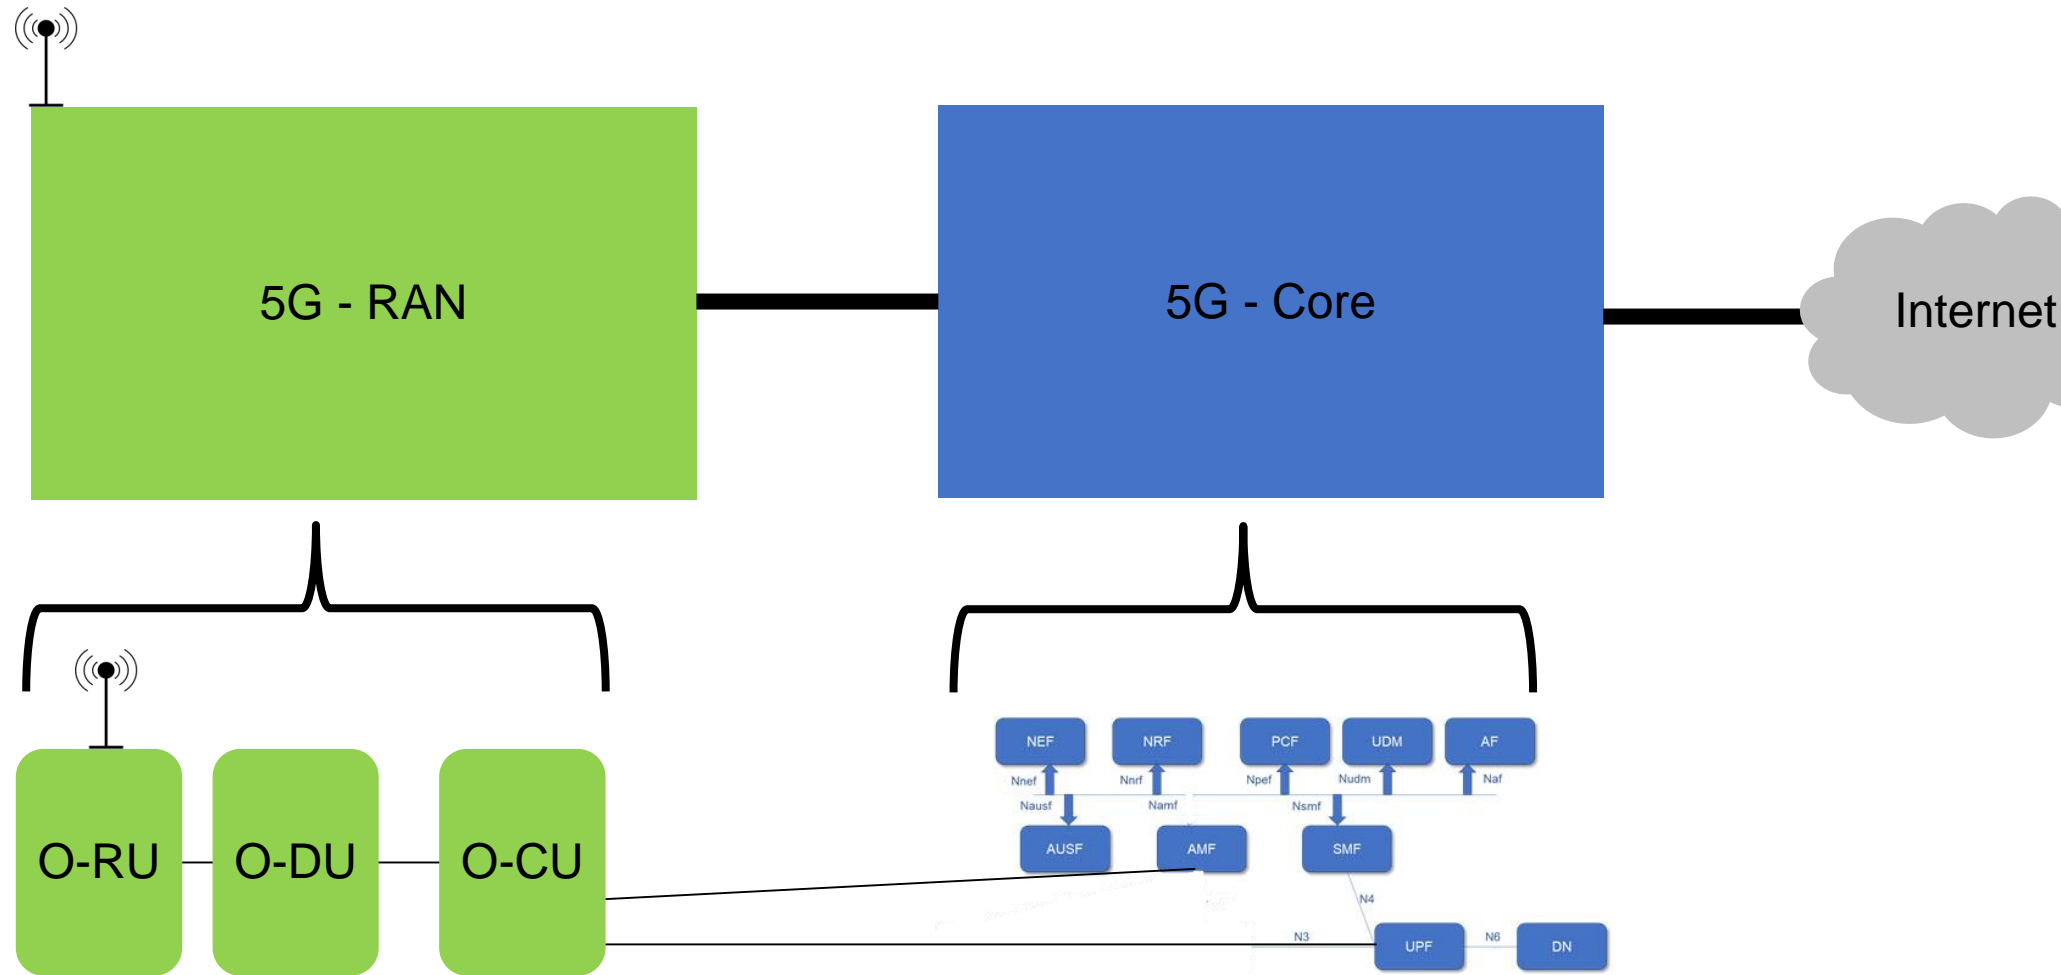 5G - RAN
5G - Core
Internet
NEF
NRF
PCF
UDM
AF
Nnef
Nnrf
Npef
Nudm
Naf
Nausf
Namf
Nsmf
O-RU
O-DU
O-CU
AUSF
AMF
SMF
N4
N3
UPF
N6
DN